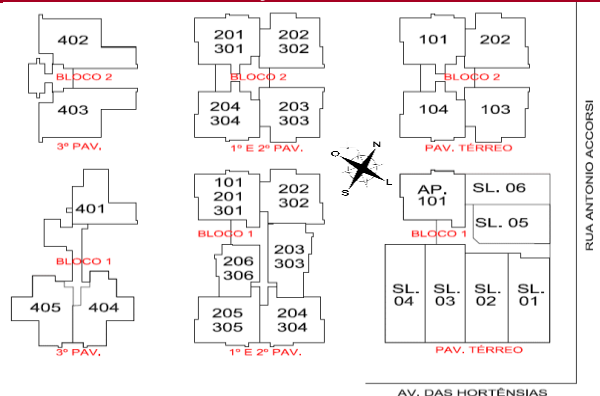 402
BLOCO 2
403
3º PAV.
201
301
202
302
BLOCO 2
204
304
203
303
1º E 2º PAV.
101
202
BLOCO 2
104
103
PAV. TÉRREO
N
O
L
S
401
BLOCO 1
405
404
3º PAV.
101
201
301
202
302
BLOCO 1
203
303
206
306
205
305
204
304
1º E 2º PAV.
AP.
101
SL. 06
SL. 05
BLOCO 1
SL.
04
SL.
03
SL.
02
SL.
01
PAV. TÉRREO
RUA ANTONIO ACCORSI
AV. DAS HORTÊNSIAS